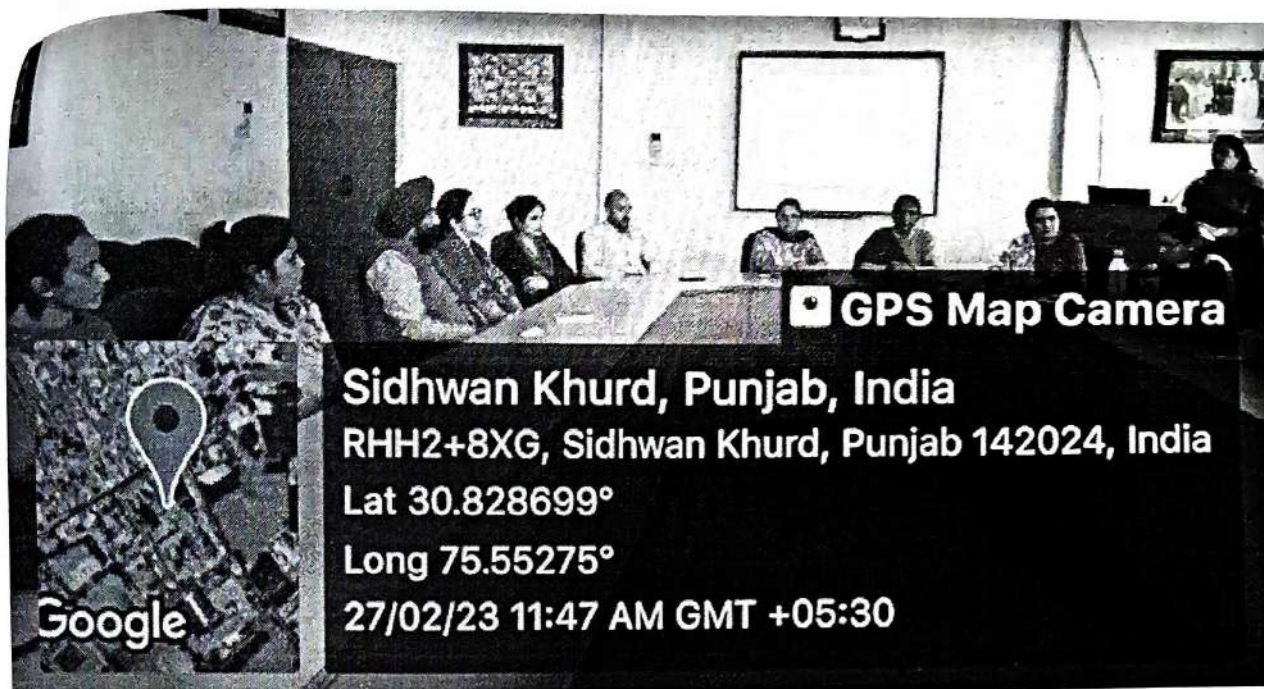 GPS Map Camera
Sidhwan Khurd, Punjab, India
RHH2+8XG, Sidhwan Khurd, Punjab 142024, India
Lat 30.828699°
Long 75.55275°
27/02/23 11:47 AM GMT +05:30
Google